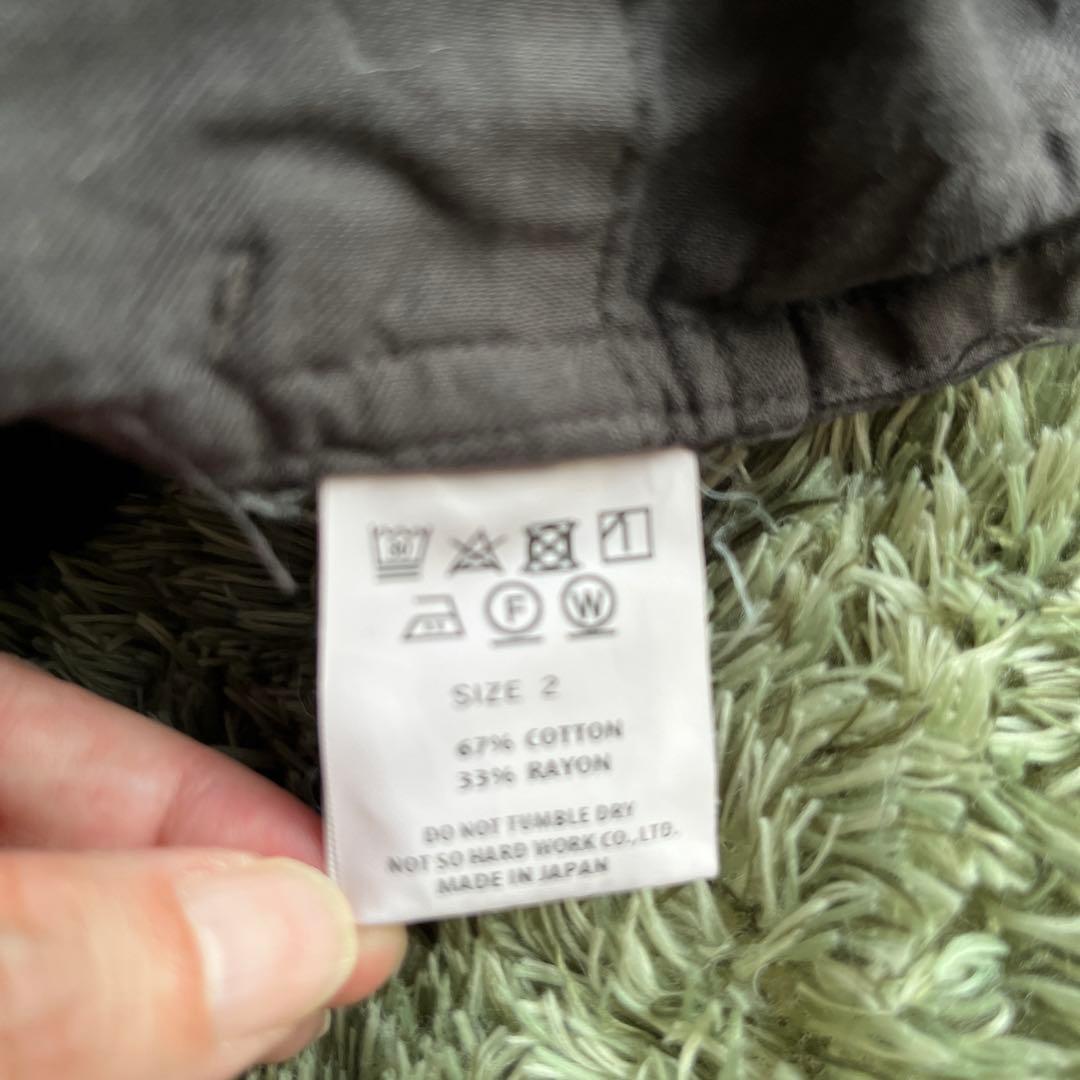 30
F W
SIZE 2
67% COTTON
33% RAYON
DO NOT TUMBLE DRY
NOT SO HARD WORK CO.,LTD.
MADE IN JAPAN